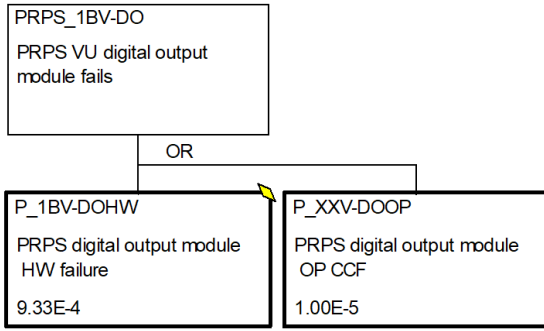 PRPS_1BV-DO
PRPS VU digital output
module fails
OR
P_1BV-DOHW
PRPS digital output module
HW failure
9.33E-4
P_XXV-DOOP
PRPS digital output module
OP CCF
1.00E-5